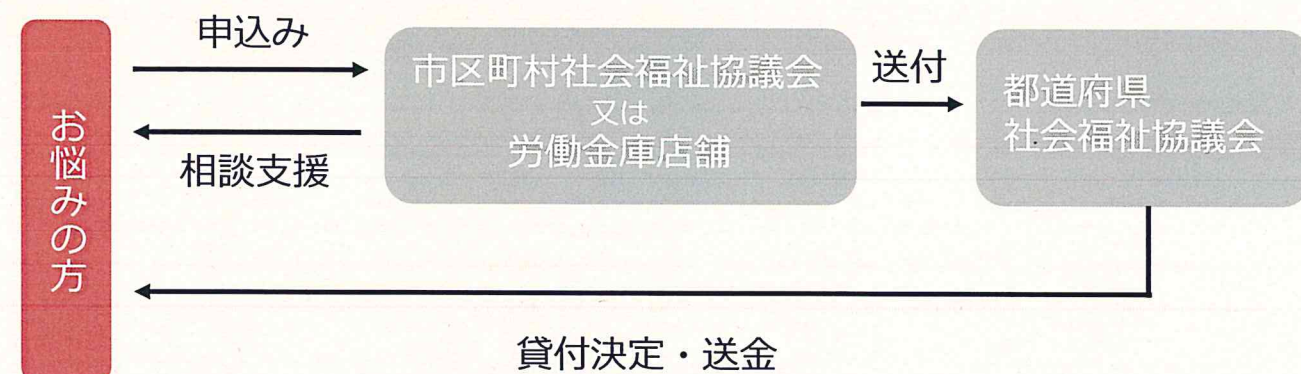 お悩みの方
申込み
相談支援
市区町村社会福祉協議会
又は
労働金庫店舗
送付
都道府県
社会福祉協議会
貸付決定・送金